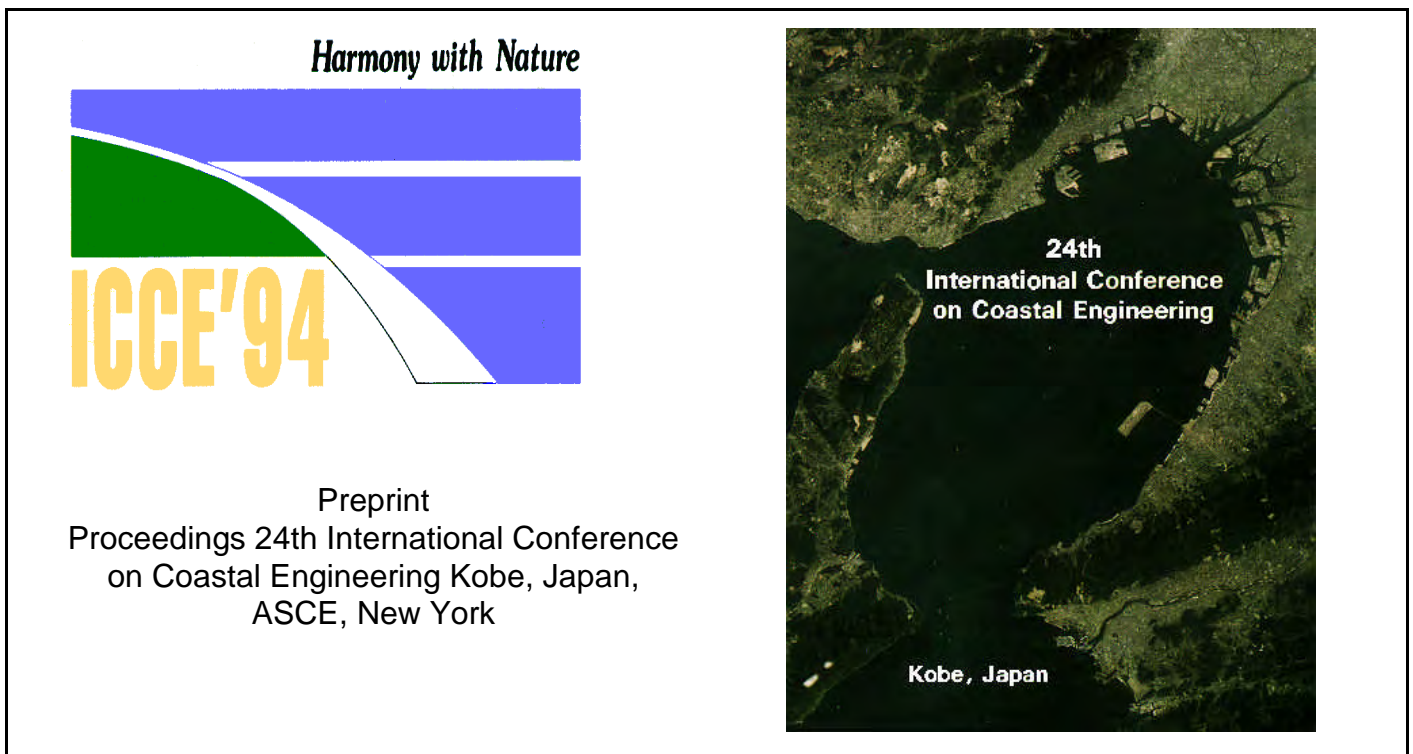 Harmony with Nature
ICCE'94
Preprint
Proceedings 24th International Conference
on Coastal Engineering Kobe, Japan,
ASCE, New York
24th
International Conference
on Coastal Engineering
Kobe, Japan